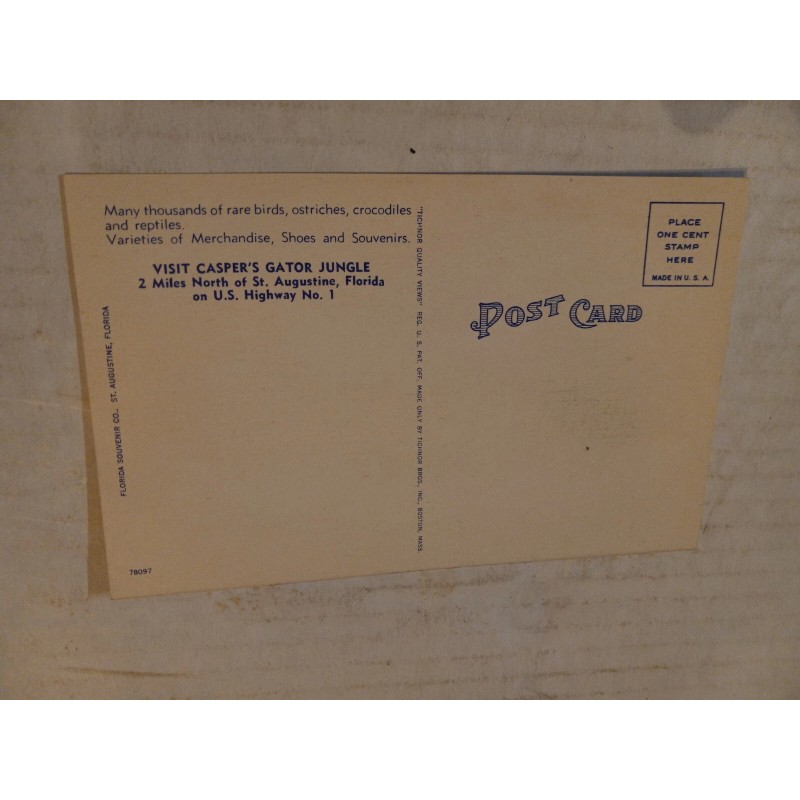 Many thousands of rare birds, ostriches, crocodiles
and reptiles.
Varieties of Merchandise, Shoes and Souvenirs.
VISIT CASPER'S GATOR JUNGLE
2 Miles North of St. Augustine, Florida
on U.S. Highway No. 1
FLORIDA SOUVENIR CO., ST. AUGUSTINE, FLORIDA
78097
"TICHNOR QUALITY VIEWS" REG. U. S. PAT. OFF. MADE ONLY BY TICHNOR BROS., INC., BOSTON, MASS.
POST CARD
PLACE
ONE CENT
STAMP
HERE
MADE IN U. S. A.